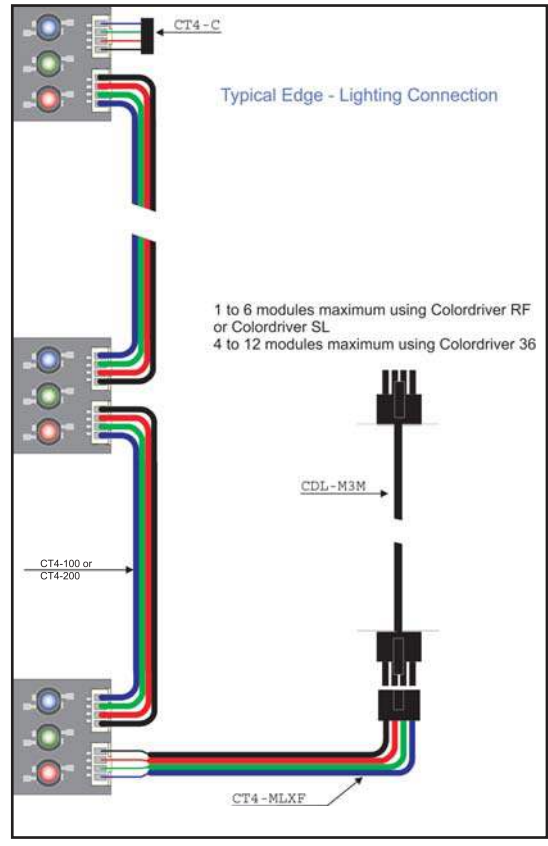 CT4-C
Typical Edge - Lighting Connection
1 to 6 modules maximum using Colordriver RF
or Colordriver SL
4 to 12 modules maximum using Colordriver 36
CDL-M3M
CT4-100 or
CT4-200
CT4-MLXF